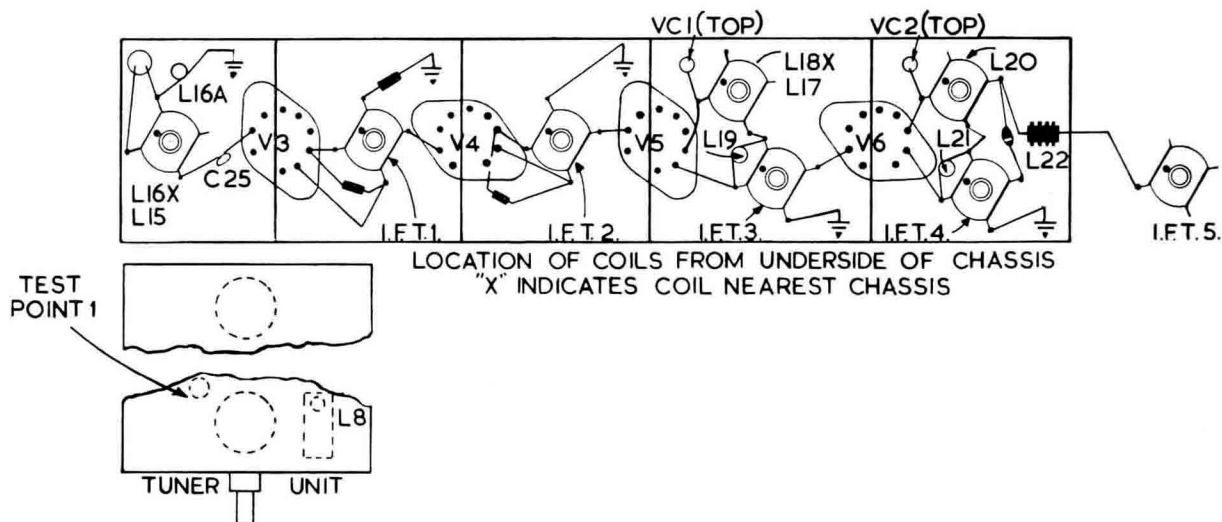 VC1(TOP)
VC2(TOP)
L16A
L18X
L17
L20
V3
V4
V5
L19
V6
L21
L22
C25
L16X
L15
I.F.T.1.
I.F.T.2.
I.F.T.3.
I.F.T.4.
I.F.T.5.
LOCATION OF COILS FROM UNDERSIDE OF CHASSIS
"X" INDICATES COIL NEAREST CHASSIS
TEST
POINT 1
L8
TUNER UNIT